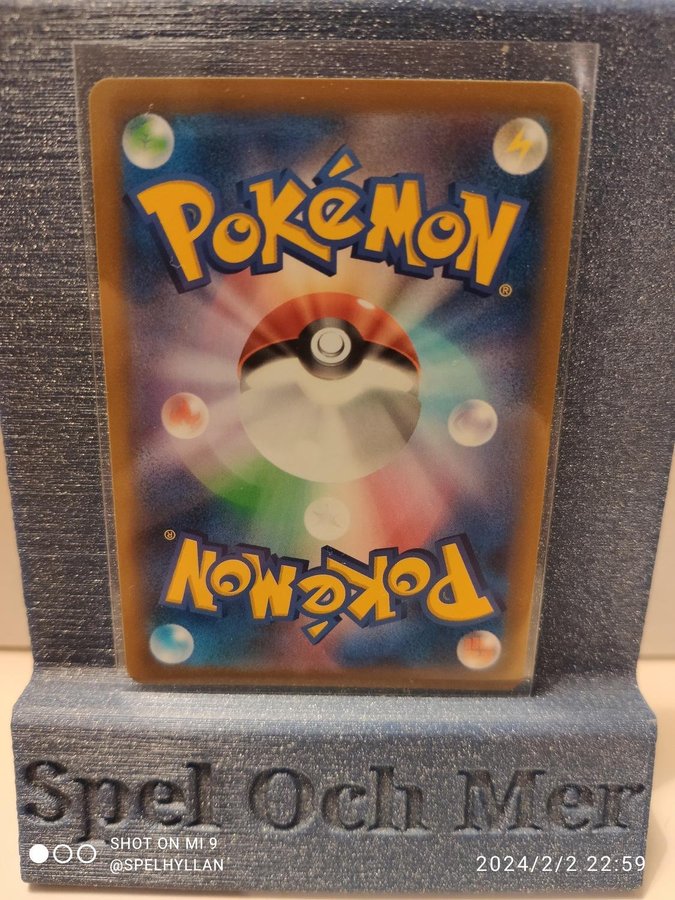 POKéMON
®
®
POKéMON
Spel Och Mer
SHOT ON MI 9
@SPELHYLLAN
2024/2/2 22:59